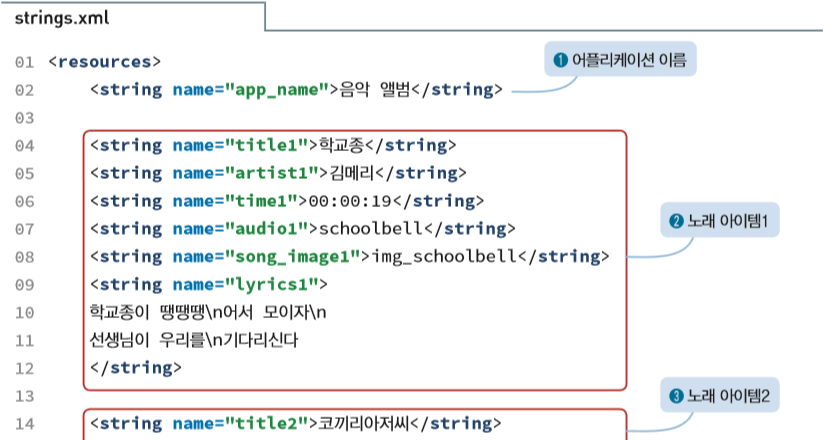 strings.xml
01 <resources>
❶ 어플리케이션 이름
02 <string name="app_name">음악 앨범</string>
03
04 <string name="title1">학교종</string>
05 <string name="artist1">김메리</string>
06 <string name="time1">00:00:19</string>
07 <string name="audio1">schoolbell</string>
❷ 노래 아이템1
08 <string name="song_image1">img_schoolbell</string>
09 <string name="lyrics1">
10 학교종이 땡땡땡\n어서 모이자\n
11 선생님이 우리를\n기다리신다
12 </string>
13
❸ 노래 아이템2
14 <string name="title2">코끼리아저씨</string>